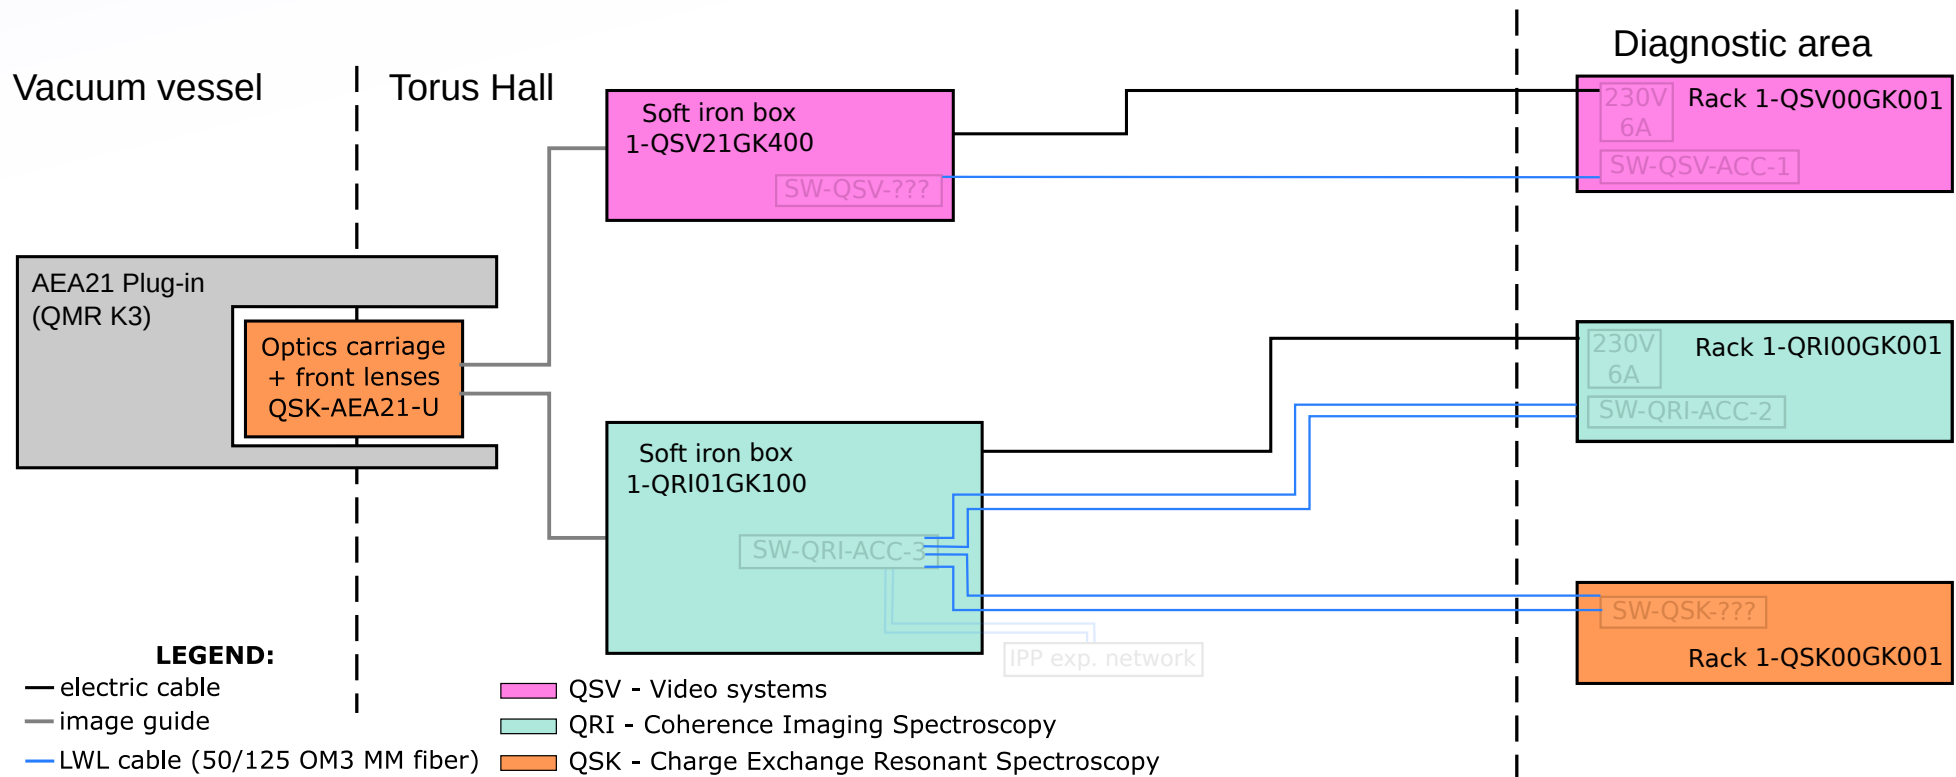 Vacuum vessel
Torus Hall
Diagnostic area
Soft iron box
1-QSV21GK400
SW-QSV-???
230V
6A
Rack 1-QSV00GK001
SW-QSV-ACC-1
AEA21 Plug-in
(QMR K3)
Optics carriage
+ front lenses
QSK-AEA21-U
230V
6A
Rack 1-QRI00GK001
SW-QRI-ACC-2
Soft iron box
1-QRI01GK100
SW-QRI-ACC-3
IPP exp. network
SW-QSK-???
Rack 1-QSK00GK001
LEGEND:
electric cable
image guide
LWL cable (50/125 OM3 MM fiber)
QSV - Video systems
QRI - Coherence Imaging Spectroscopy
QSK - Charge Exchange Resonant Spectroscopy